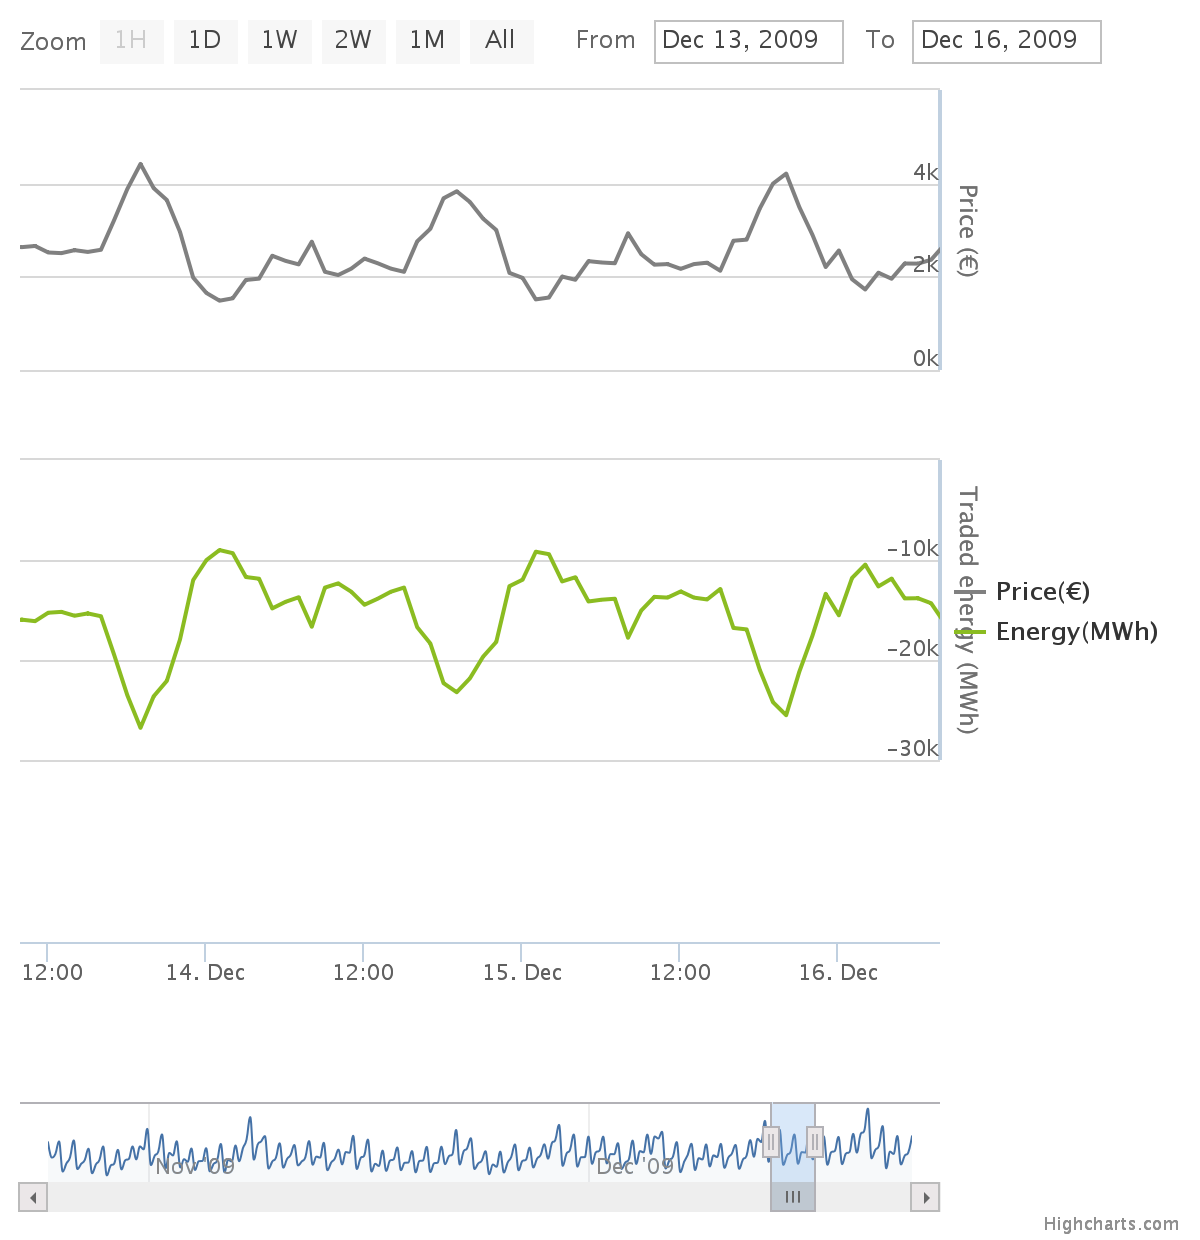 Zoom 1H 1D 1W 2W 1M All From Dec 13, 2009 To Dec 16, 2009
4k
2k
0k
Price (€)
-10k
-20k
-30k
Traded energy (MWh)
Price(€)
Energy(MWh)
12:00 14. Dec 12:00 15. Dec 12:00 16. Dec
Nov '09 Dec '09
Highcharts.com